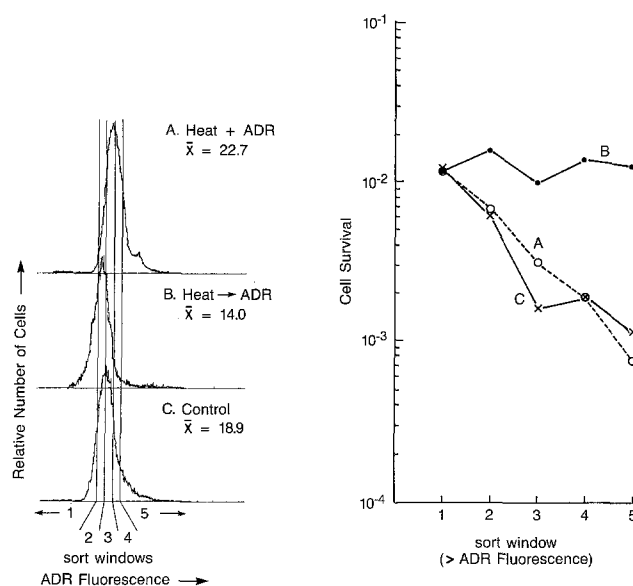 A. Heat + ADR
X̄ = 22.7
B. Heat → ADR
X̄ = 14.0
C. Control
X̄ = 18.9
Relative Number of Cells →
← 1 5 →
2 3 4
sort windows
ADR Fluorescence →
10⁻¹
10⁻²
10⁻³
10⁻⁴
Cell Survival
B
A
C
1 2 3 4 5
sort window
(> ADR Fluorescence)